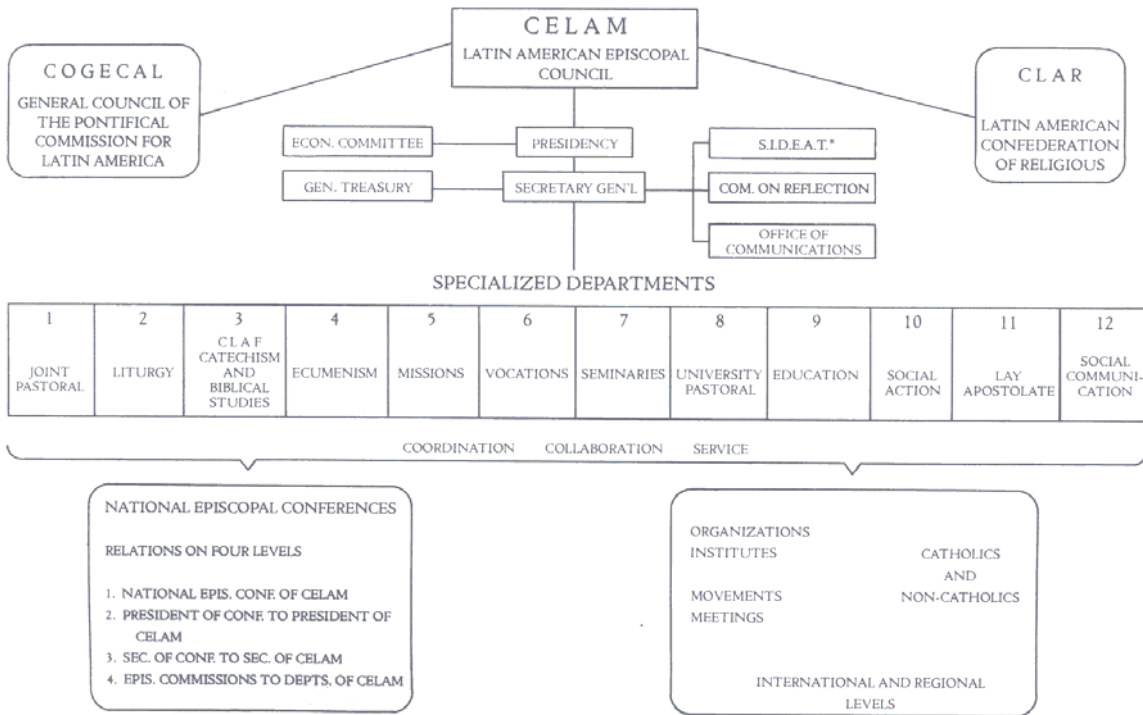 CELAM
LATIN AMERICAN EPISCOPAL
COUNCIL
COGECAL
GENERAL COUNCIL OF
THE PONTIFICAL
COMMISSION FOR
LATIN AMERICA
CLAR
LATIN AMERICAN
CONFEDERATION
OF RELIGIOUS
ECON. COMMITTEE
PRESIDENCY
S.I.D.E.A.T.*
GEN. TREASURY
SECRETARY GEN'L
COM. ON REFLECTION
OFFICE OF
COMMUNICATIONS
SPECIALIZED DEPARTMENTS
1
JOINT
PASTORAL
2
LITURGY
3
CLAF
CATECHISM
AND
BIBLICAL
STUDIES
4
ECUMENISM
5
MISSIONS
6
VOCATIONS
7
SEMINARIES
8
UNIVERSITY
PASTORAL
9
EDUCATION
10
SOCIAL
ACTION
11
LAY
APOSTOLATE
12
SOCIAL
COMMUNI-
CATION
COORDINATION COLLABORATION SERVICE
NATIONAL EPISCOPAL CONFERENCES
RELATIONS ON FOUR LEVELS
1. NATIONAL EPIS. CONF. OF CELAM
2. PRESIDENT OF CONF. TO PRESIDENT OF
CELAM
3. SEC. OF CONF. TO SEC. OF CELAM
4. EPIS. COMMISSIONS TO DEPTS. OF CELAM
ORGANIZATIONS
INSTITUTES
MOVEMENTS
MEETINGS
CATHOLICS
AND
NON-CATHOLICS
INTERNATIONAL AND REGIONAL
LEVELS